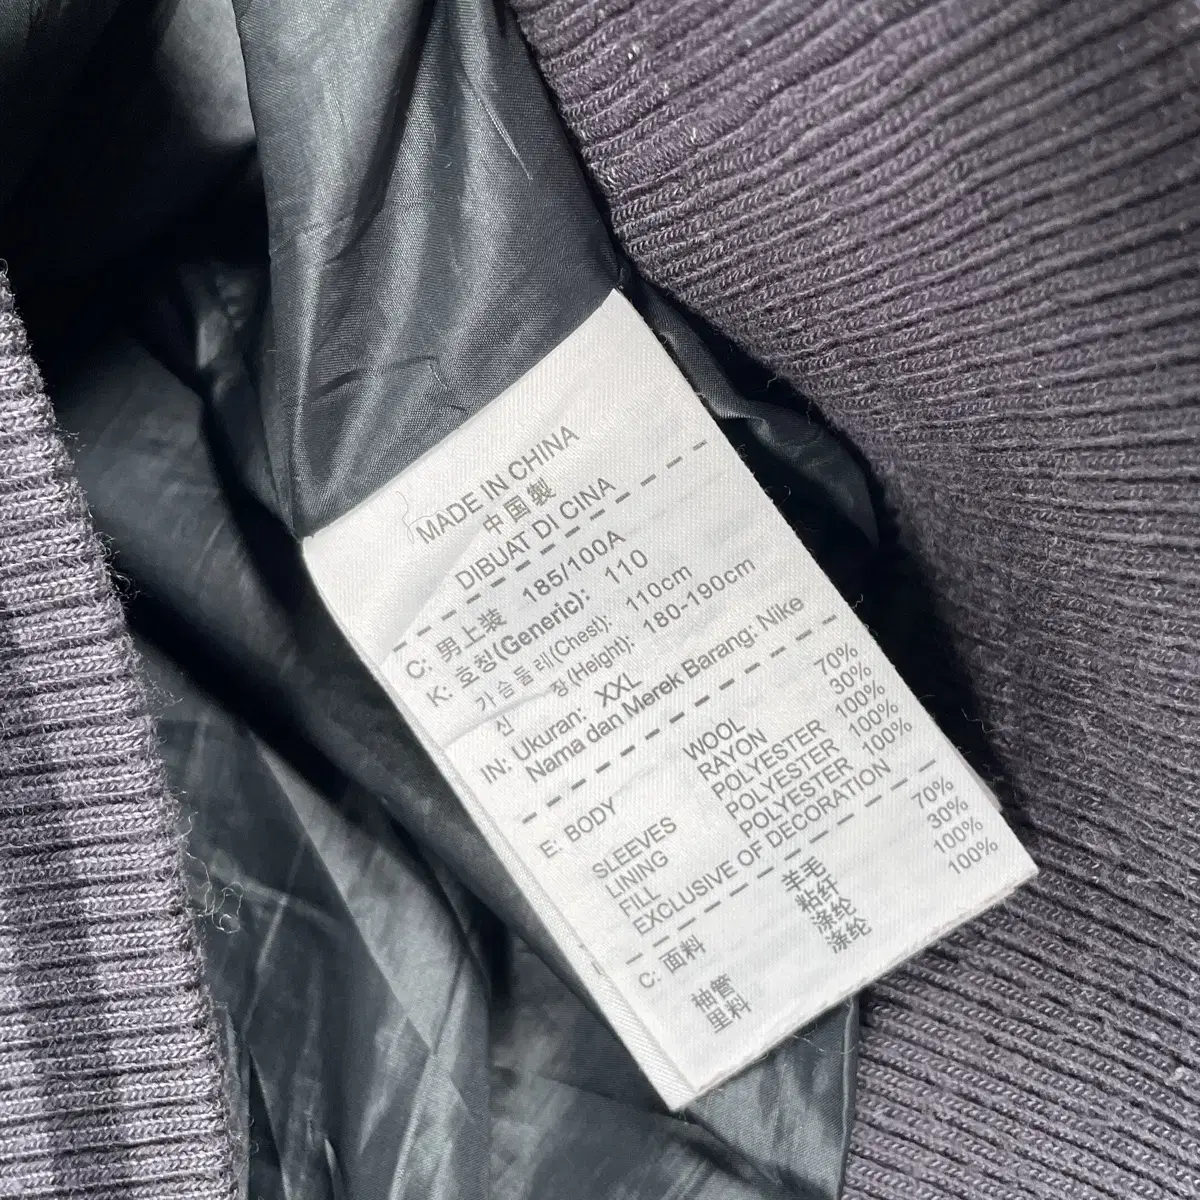 MADE IN CHINA
中国製
DIBUAT DI CINA
C: 男上装 185/100A
K: 호칭(Generic): 110
가슴둘레(Chest): 110cm
신 장(Height): 180-190cm
IN: Ukuran: XXL
Nama dan Merek Barang: Nike
E: BODY WOOL 70%
RAYON 30%
SLEEVES POLYESTER 100%
LINING POLYESTER 100%
FILL POLYESTER 100%
EXCLUSIVE OF DECORATION
C: 面料 羊毛 70%
粘纤 30%
袖管 涤纶 100%
里料 涤纶 100%